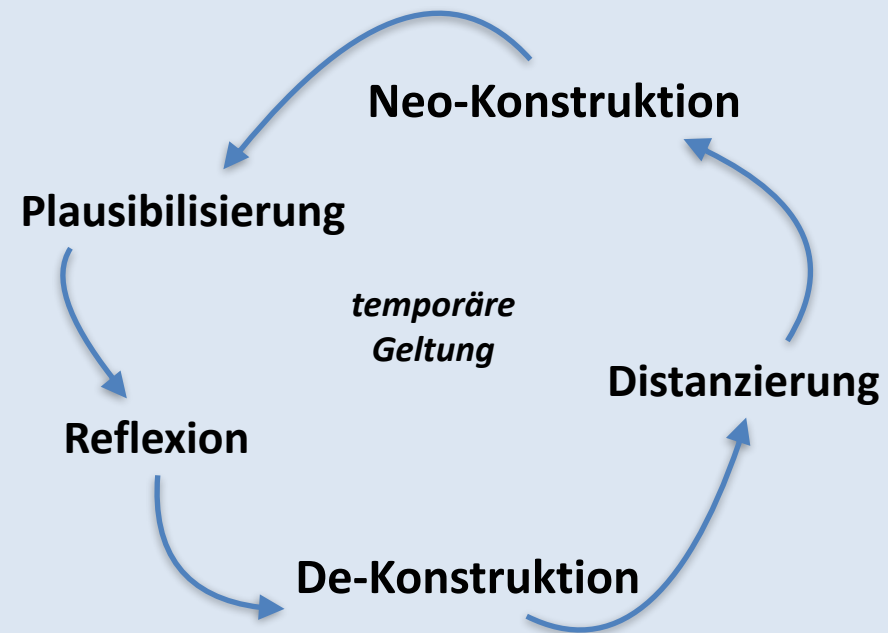 Neo-Konstruktion
Plausibilisierung
temporäre
Geltung
Distanzierung
Reflexion
De-Konstruktion